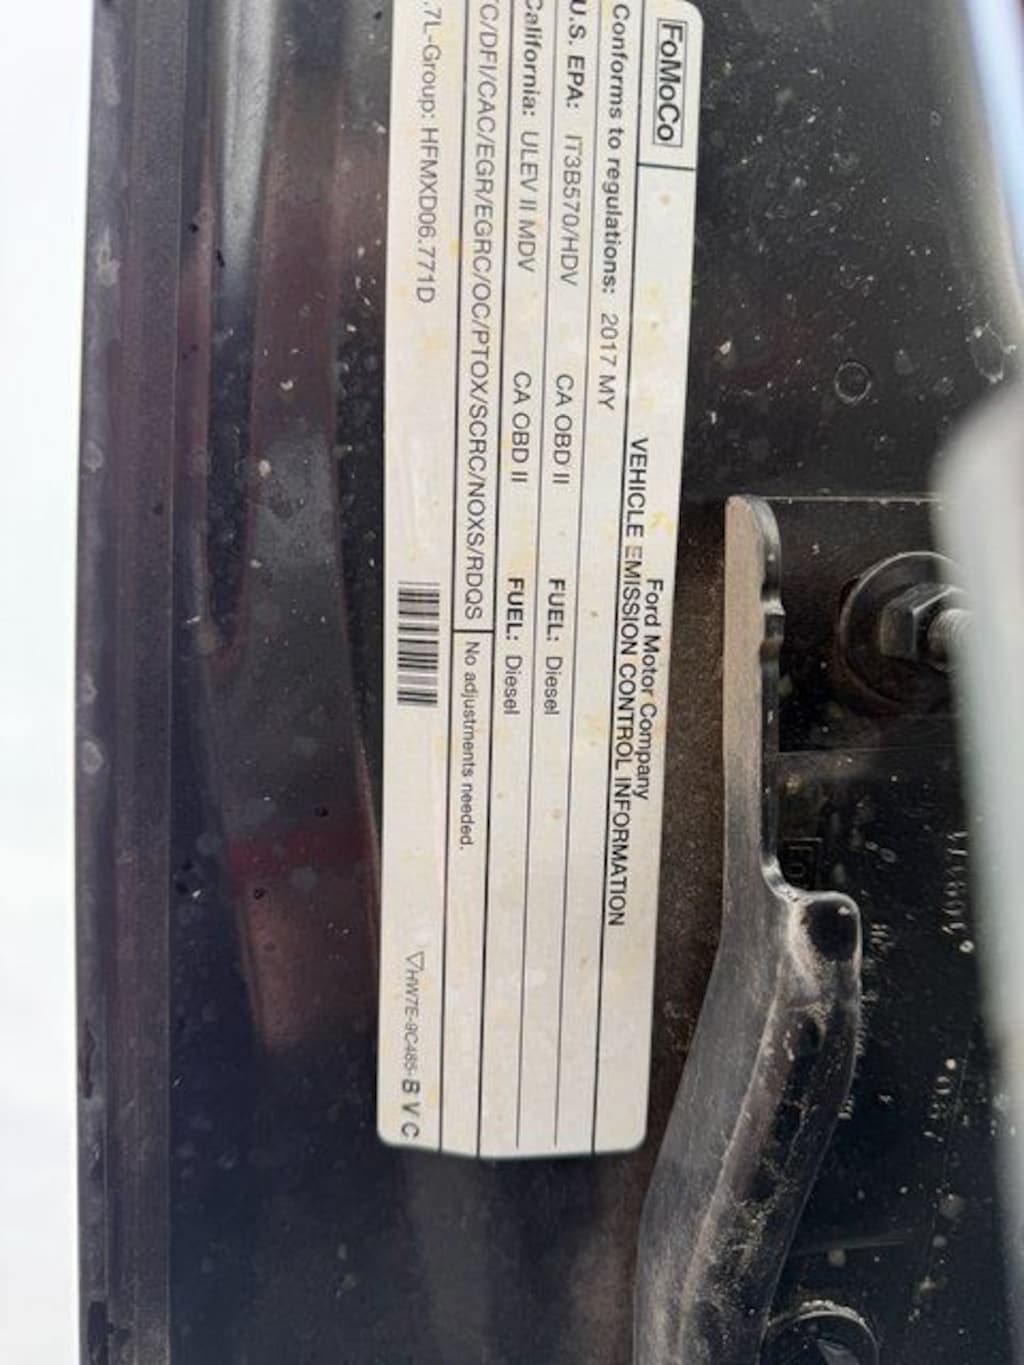 FoMoCo
Ford Motor Company
VEHICLE EMISSION CONTROL INFORMATION
Conforms to regulations: 2017 MY
U.S. EPA: IT3B570/HDV CA OBD II FUEL: Diesel
California: ULEV II MDV CA OBD II FUEL: Diesel
C/DFI/CAC/EGR/EGRC/OC/PTOX/SCRC/NOXS/RDQS No adjustments needed.
.7L-Group: HFMXD06.771D HW7E-9C485- B V C